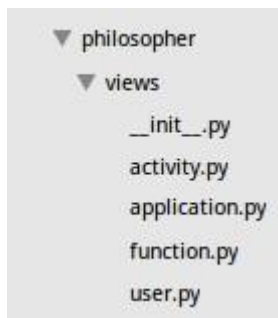 philosopher
views
__init__.py
activity.py
application.py
function.py
user.py